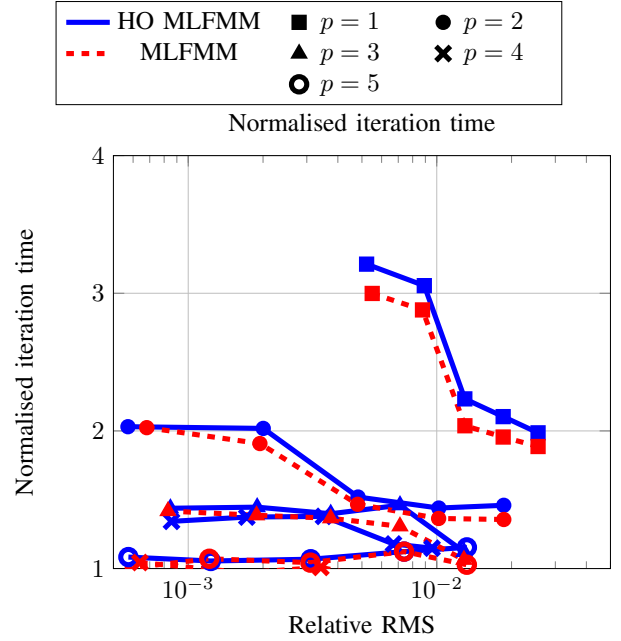 HO MLFMM p = 1 p = 2
MLFMM p = 3 p = 4
p = 5
Normalised iteration time
4
3
2
1
10⁻³ 10⁻²
Normalised iteration time
Relative RMS